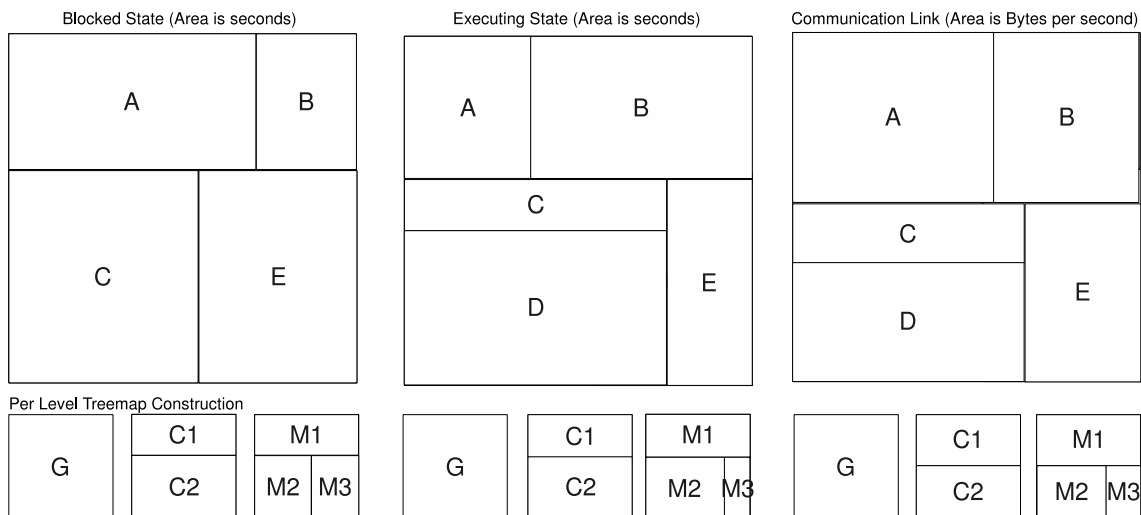 Blocked State (Area is seconds)
Executing State (Area is seconds)
Communication Link (Area is Bytes per second)
A
B
C
E
A
B
C
D
E
A
B
C
D
E
Per Level Treemap Construction
G
C1
C2
M1
M2
M3
G
C1
C2
M1
M2
M3
G
C1
C2
M1
M2
M3